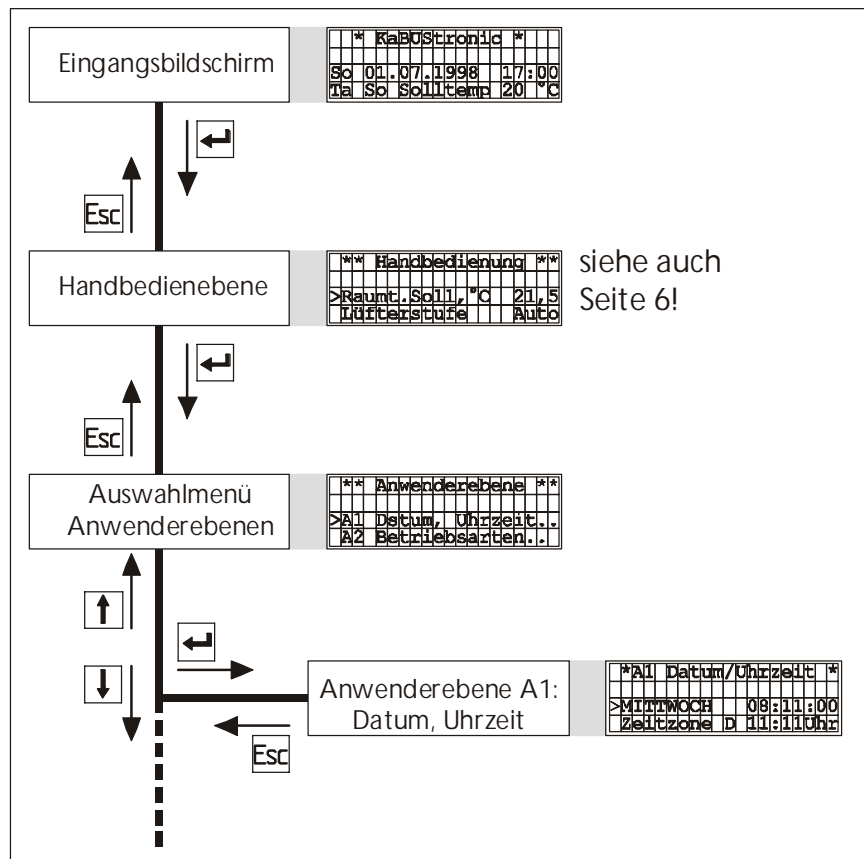 Eingangsbildschirm
* KaBUStronic *
So 01.07.1998 17:00
Ta So Solltemp 20 °C
Esc
Handbedienebene
** Handbedienung **
>Raumt.Soll,°C 21,5
Lüfterstufe Auto
siehe auch
Seite 6!
Esc
Auswahlmenü
Anwenderebenen
** Anwenderebene **
>A1 Dstum, Uhrzeit..
A2 Betriebsarten..
Anwenderebene A1:
Datum, Uhrzeit
*A1 Datum/Uhrzeit *
>MITTWOCH 08:11:00
Zeitzone D 11:11Uhr
Esc